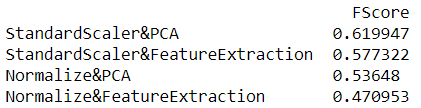 FScore
StandardScaler&PCA 0.619947
StandardScaler&FeatureExtraction 0.577322
Normalize&PCA 0.53648
Normalize&FeatureExtraction 0.470953